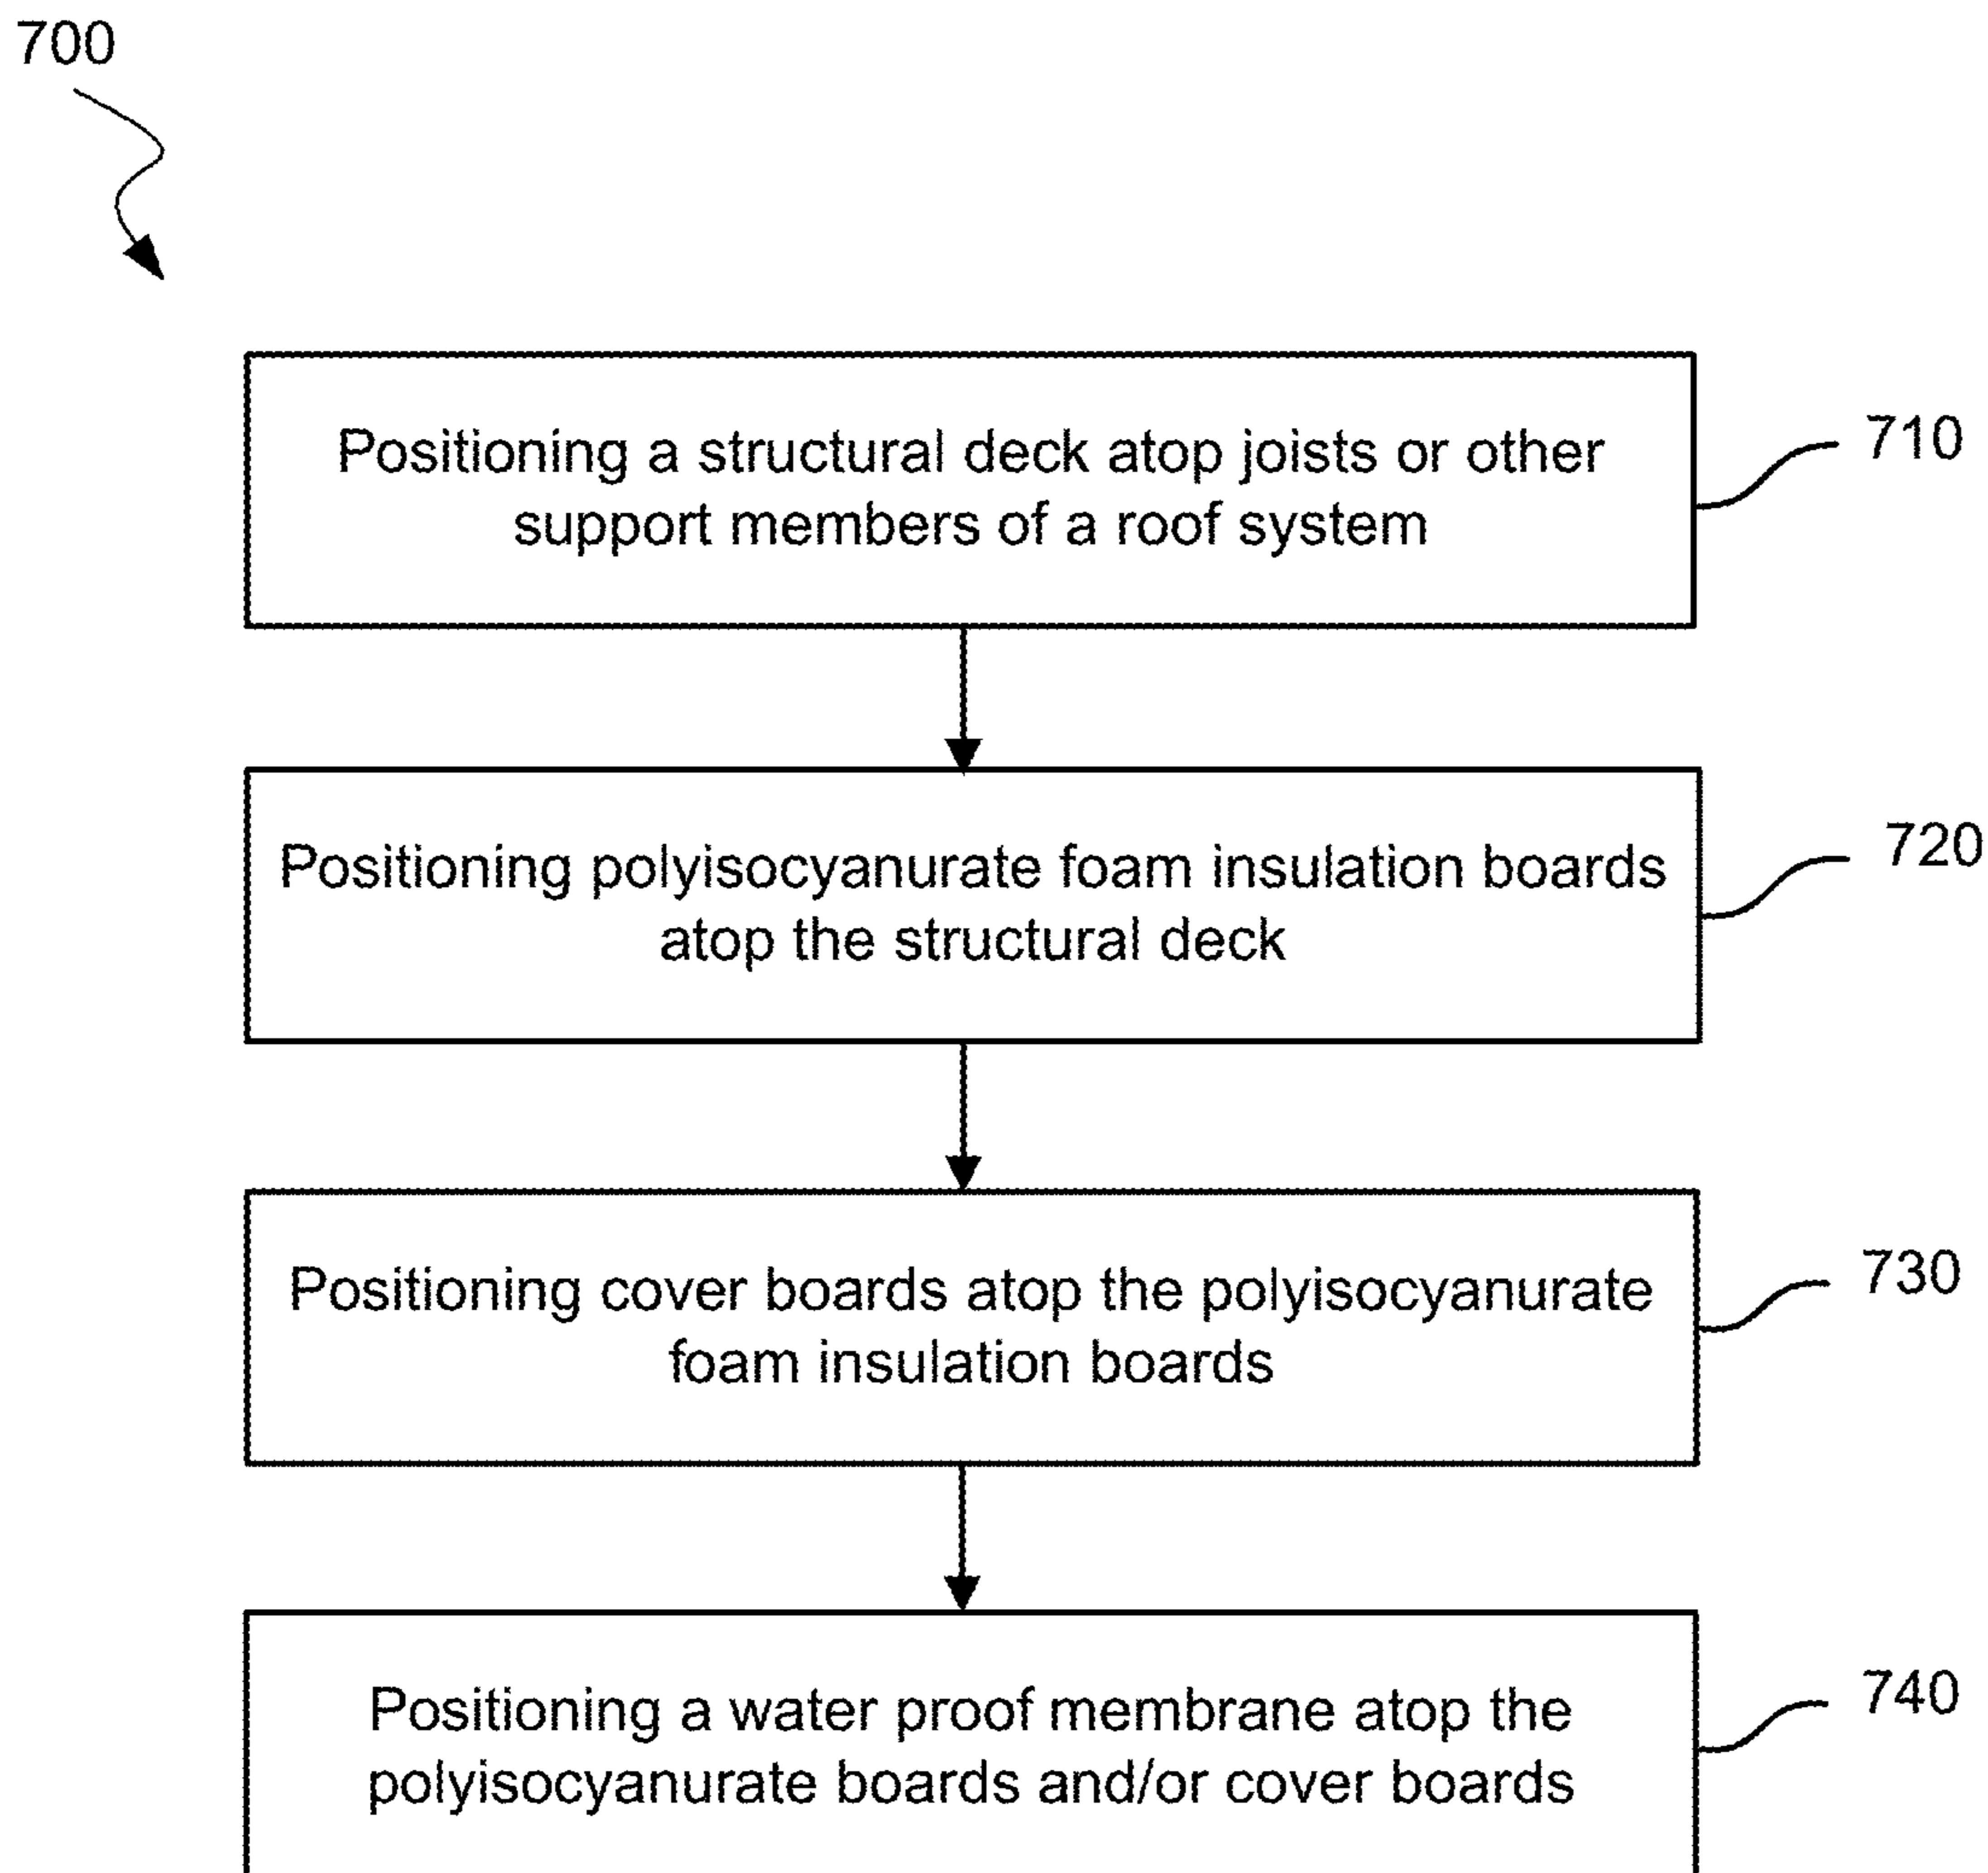 700
Positioning a structural deck atop joists or other
support members of a roof system
710
Positioning polyisocyanurate foam insulation boards
atop the structural deck
720
Positioning cover boards atop the polyisocyanurate
foam insulation boards
730
Positioning a water proof membrane atop the
polyisocyanurate boards and/or cover boards
740